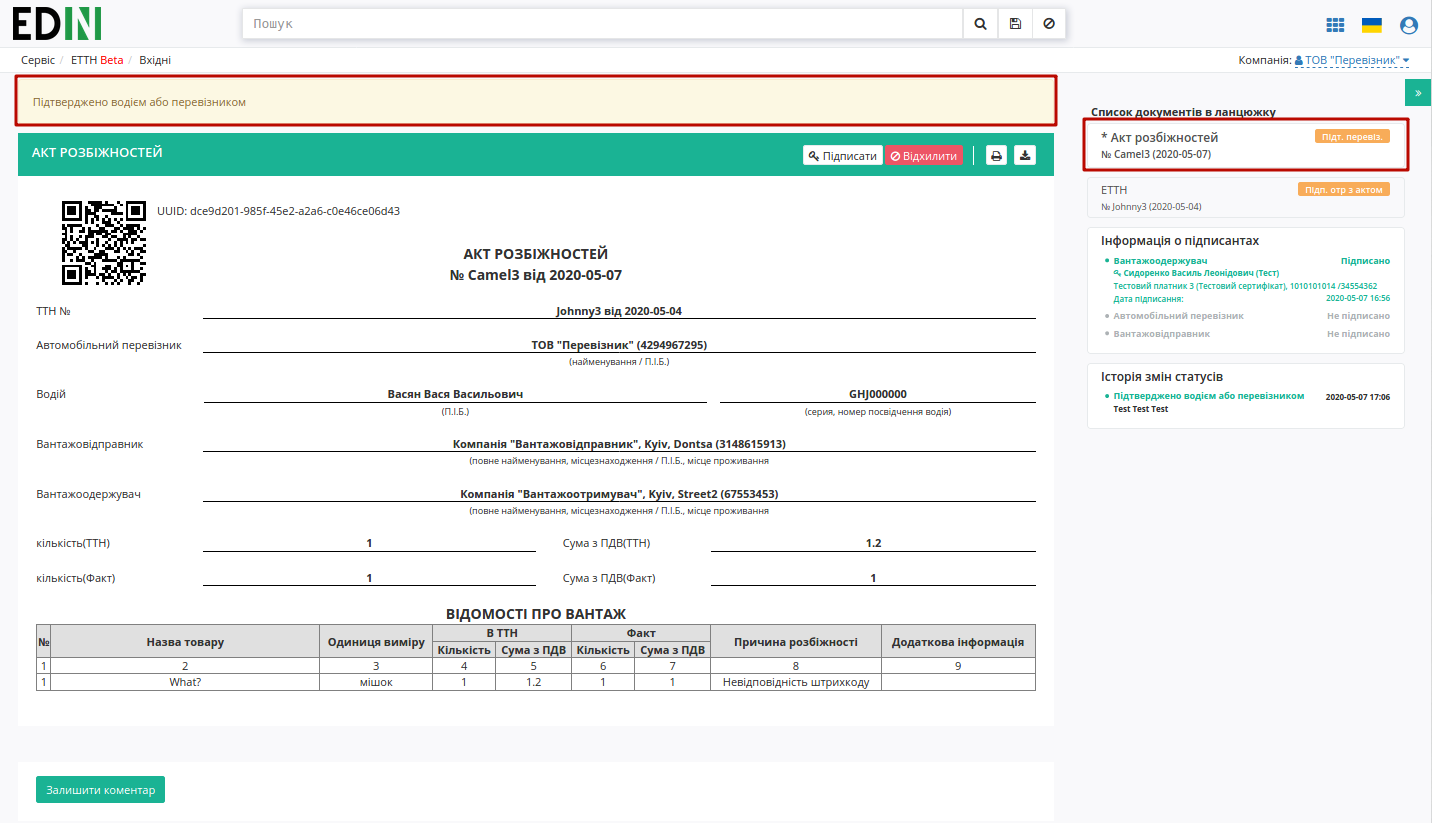 EDIN
Пошук
Сервіс / ЕТТН Beta / Вхідні
Компанія: ТОВ "Перевізник"
Підтверджено водієм або перевізником
АКТ РОЗБІЖНОСТЕЙ
Підписати
Відхилити
UUID: dce9d201-985f-45e2-a2a6-c0e46ce06d43
АКТ РОЗБІЖНОСТЕЙ
№ Camel3 від 2020-05-07
ТТН № Johnny3 від 2020-05-04
Автомобільний перевізник ТОВ "Перевізник" (4294967295)
(найменування / П.І.Б.)
Водій Васян Вася Васильович GHJ000000
(П.І.Б.) (серия, номер посвідчення водія)
Вантажовідправник Компанія "Вантажовідправник", Kyiv, Dontsa (3148615913)
(повне найменування, місцезнаходження / П.І.Б., місце проживання
Вантажоодержувач Компанія "Вантажоотримувач", Kyiv, Street2 (67553453)
(повне найменування, місцезнаходження / П.І.Б., місце проживання
кількість(ТТН) 1 Сума з ПДВ(ТТН) 1.2
кількість(Факт) 1 Сума з ПДВ(Факт) 1
ВІДОМОСТІ ПРО ВАНТАЖ
№ Назва товару Одиниця виміру В ТТН Факт Причина розбіжності Додаткова інформація
Кількість Сума з ПДВ Кількість Сума з ПДВ
1 2 3 4 5 6 7 8 9
1 What? мішок 1 1.2 1 1 Невідповідність штрихкоду
Залишити коментар
»
Список документів в ланцюжку
* Акт розбіжностей Підт. перевіз.
№ Camel3 (2020-05-07)
ЕТТН Підп. отр з актом
№ Johnny3 (2020-05-04)
Інформація о підписантах
Вантажоодержувач Підписано
Сидоренко Василь Леонідович (Тест)
Тестовий платник 3 (Тестовий сертифікат), 1010101014 /34554362
Дата підписання: 2020-05-07 16:56
Автомобільний перевізник Не підписано
Вантажовідправник Не підписано
Історія змін статусів
Підтверджено водієм або перевізником 2020-05-07 17:06
Test Test Test